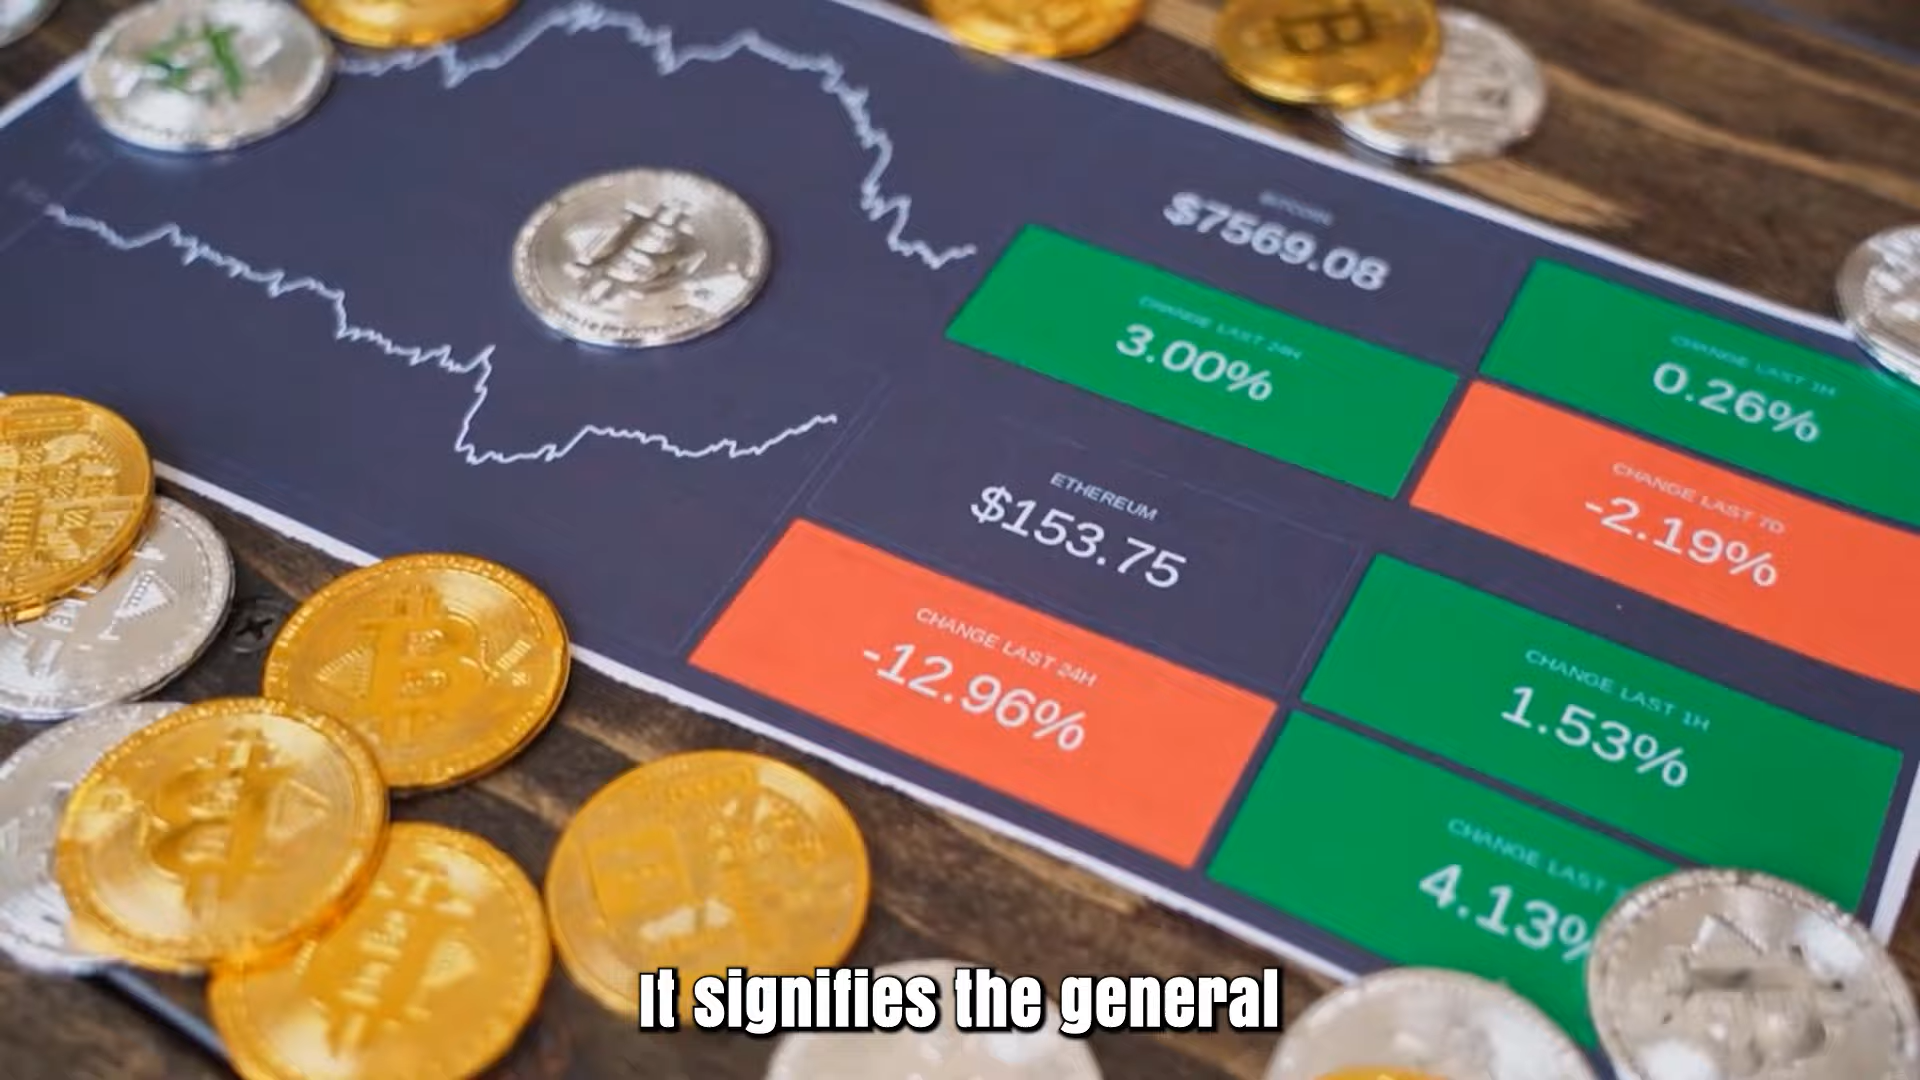 BITCOIN
$7569.08
CHANGE LAST 24H
3.00%
CHANGE LAST 1H
0.26%
CHANGE LAST 7D
-2.19%
ETHEREUM
$153.75
CHANGE LAST 24H
-12.96%
CHANGE LAST 1H
1.53%
CHANGE LAST
4.13%
It signifies the general